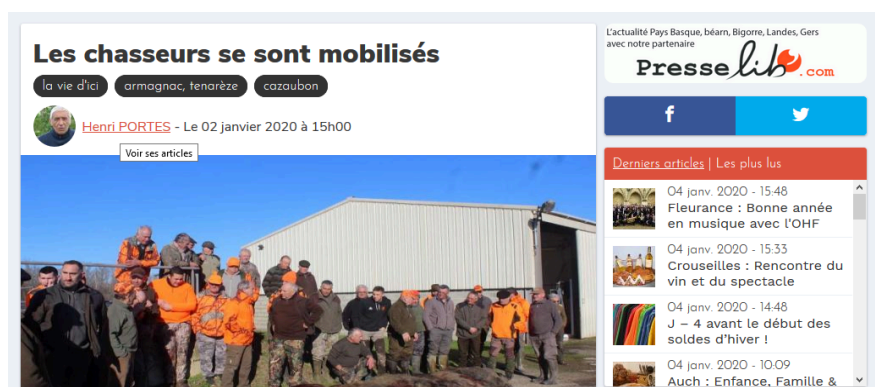 Les chasseurs se sont mobilisés
la vie d'ici
armagnac, tenarèze
cazaubon
Henri PORTES - Le 02 janvier 2020 à 15h00
Voir ses articles
L'actualité Pays Basque, béarn, Bigorre, Landes, Gers
avec notre partenaire
Presselib.com
Derniers articles | Les plus lus
04 janv. 2020 - 15:48
Fleurance : Bonne année
en musique avec l'OHF
04 janv. 2020 - 15:33
Crouseilles : Rencontre du
vin et du spectacle
04 janv. 2020 - 14:48
J – 4 avant le début des
soldes d'hiver !
04 janv. 2020 - 10:09
Auch : Enfance, Famille &